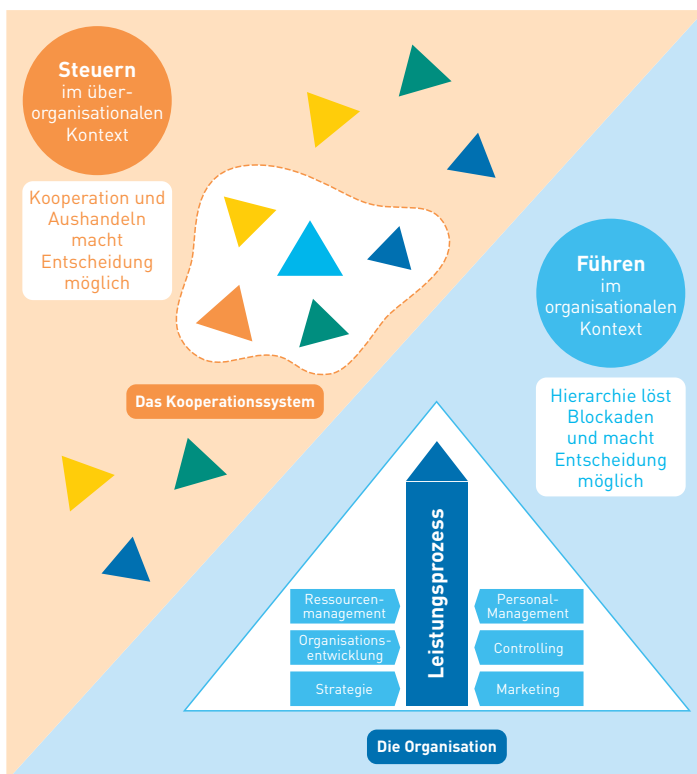 Steuern
im über-
organisationalen
Kontext
Kooperation und
Aushandeln
macht
Entscheidung
möglich
Das Kooperationssystem
Führen
im
organisationalen
Kontext
Hierarchie löst
Blockaden
und macht
Entscheidung
möglich
Leistungsprozess
Ressourcen-
management
Organisations-
entwicklung
Strategie
Personal-
Management
Controlling
Marketing
Die Organisation